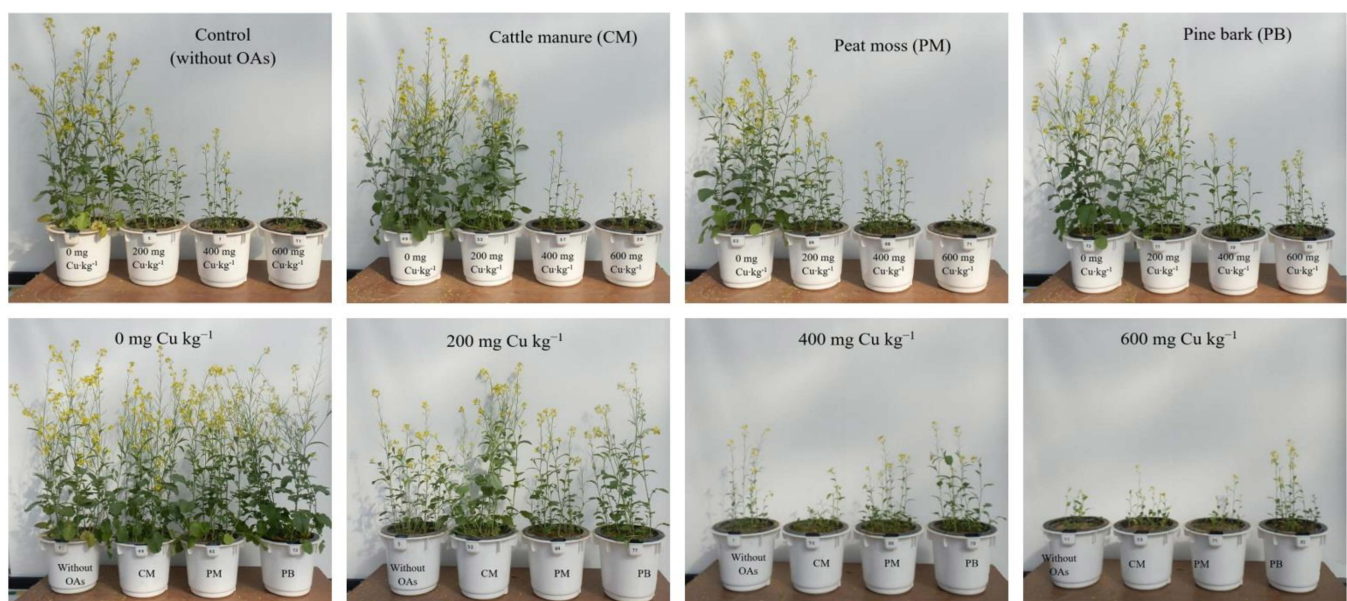 Control
(without OAs)
0 mg
Cu·kg⁻¹
200 mg
Cu·kg⁻¹
400 mg
Cu·kg⁻¹
600 mg
Cu·kg⁻¹
Cattle manure (CM)
0 mg
Cu·kg⁻¹
200 mg
Cu·kg⁻¹
400 mg
Cu·kg⁻¹
600 mg
Cu·kg⁻¹
Peat moss (PM)
0 mg
Cu·kg⁻¹
200 mg
Cu·kg⁻¹
400 mg
Cu·kg⁻¹
600 mg
Cu·kg⁻¹
Pine bark (PB)
0 mg
Cu·kg⁻¹
200 mg
Cu·kg⁻¹
400 mg
Cu·kg⁻¹
600 mg
Cu·kg⁻¹
0 mg Cu kg⁻¹
Without
OAs
CM
PM
PB
200 mg Cu kg⁻¹
Without
OAs
CM
PM
PB
400 mg Cu kg⁻¹
Without
OAs
CM
PM
PB
600 mg Cu kg⁻¹
Without
OAs
CM
PM
PB